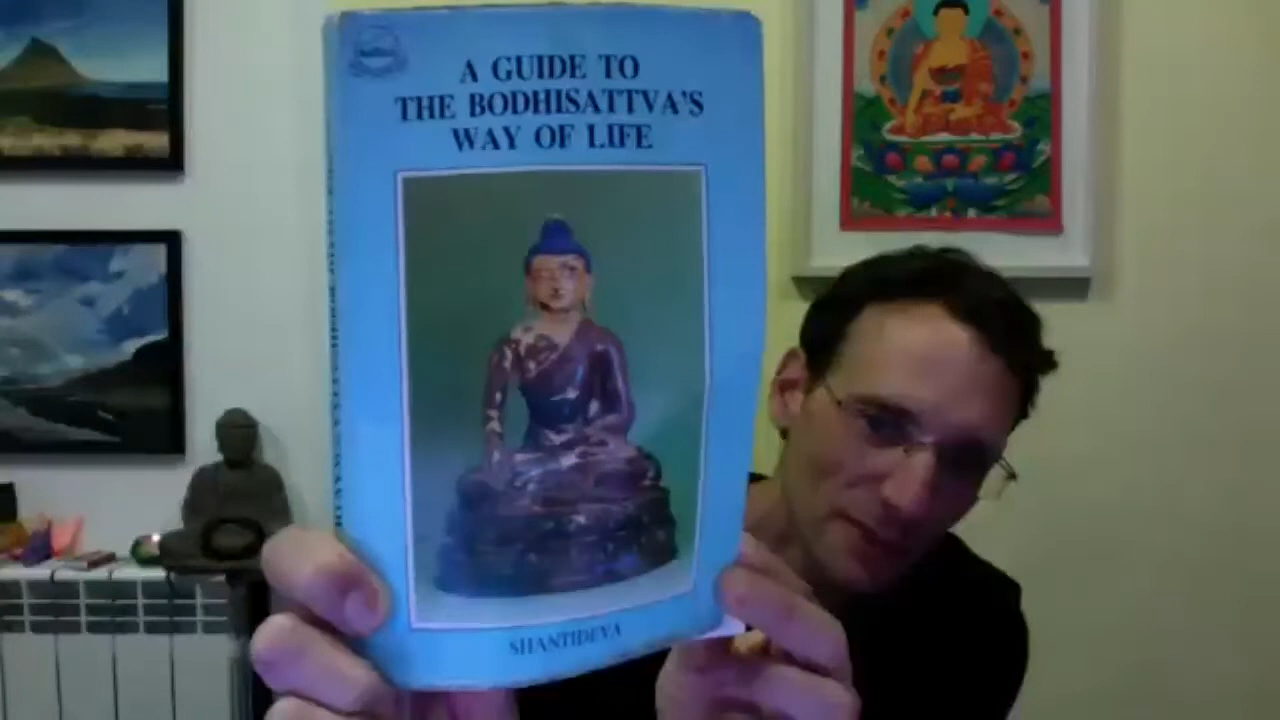 A GUIDE TO
THE BODHISATTVA'S
WAY OF LIFE
SHANTIDEVA